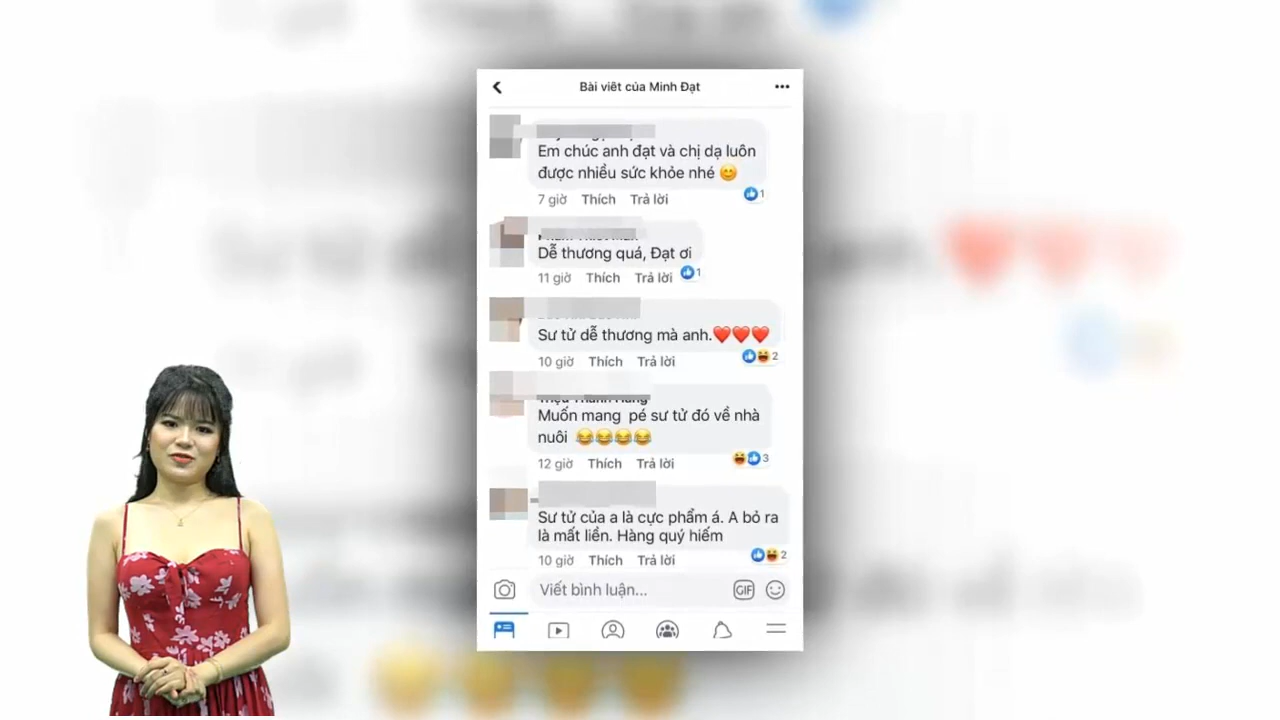 Bài viết của Minh Đạt
Em chúc anh đạt và chị dạ luôn
được nhiều sức khỏe nhé 😊
7 giờ Thích Trả lời 1
Dễ thương quá, Đạt ơi
11 giờ Thích Trả lời 1
Sư tử dễ thương mà anh.❤️❤️❤️
10 giờ Thích Trả lời 2
Muốn mang pé sư tử đó về nhà
nuôi 😂😂😂😂
12 giờ Thích Trả lời 3
Sư tử của a là cực phẩm á. A bỏ ra
là mất liền. Hàng quý hiếm
10 giờ Thích Trả lời 2
Viết bình luận...
GIF